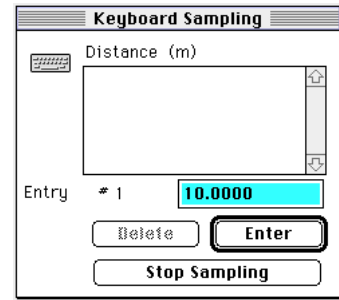 Keyboard Sampling
Distance (m)
Entry # 1 10.0000
Delete Enter
Stop Sampling